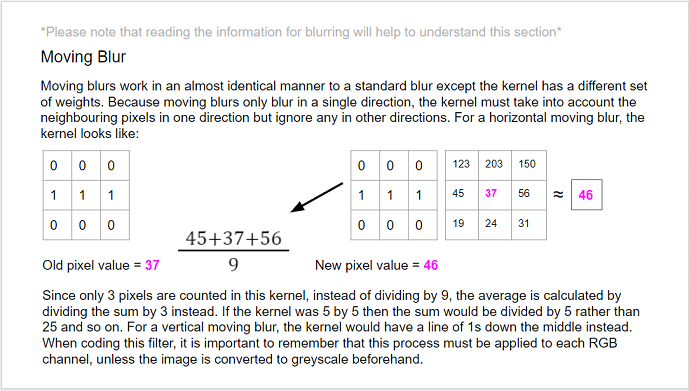 *Please note that reading the information for blurring will help to understand this section*
Moving Blur
Moving blurs work in an almost identical manner to a standard blur except the kernel has a different set
of weights. Because moving blurs only blur in a single direction, the kernel must take into account the
neighbouring pixels in one direction but ignore any in other directions. For a horizontal moving blur, the
kernel looks like:
0 0 0 0 0 0 123 203 150
1 1 1 1 1 1 45 37 56 ≈ 46
0 0 0 0 0 0 19 24 31
45+37+56
9
Old pixel value = 37 New pixel value = 46
Since only 3 pixels are counted in this kernel, instead of dividing by 9, the average is calculated by
dividing the sum by 3 instead. If the kernel was 5 by 5 then the sum would be divided by 5 rather than
25 and so on. For a vertical moving blur, the kernel would have a line of 1s down the middle instead.
When coding this filter, it is important to remember that this process must be applied to each RGB
channel, unless the image is converted to greyscale beforehand.